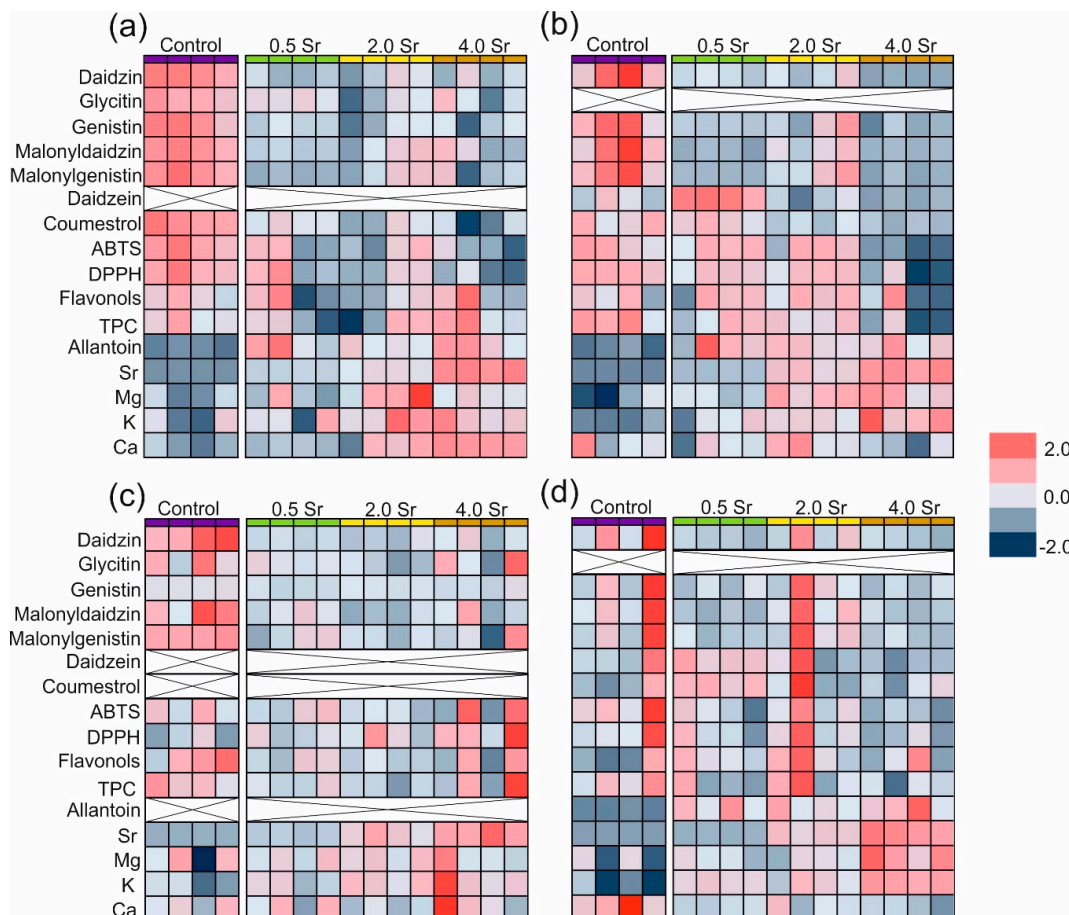 (a)
Control 0.5 Sr 2.0 Sr 4.0 Sr
(b)
Control 0.5 Sr 2.0 Sr 4.0 Sr
Daidzin
Glycitin
Genistin
Malonyldaidzin
Malonylgenistin
Daidzein
Coumestrol
ABTS
DPPH
Flavonols
TPC
Allantoin
Sr
Mg
K
Ca
2.0
0.0
-2.0
(c)
Control 0.5 Sr 2.0 Sr 4.0 Sr
(d)
Control 0.5 Sr 2.0 Sr 4.0 Sr
Daidzin
Glycitin
Genistin
Malonyldaidzin
Malonylgenistin
Daidzein
Coumestrol
ABTS
DPPH
Flavonols
TPC
Allantoin
Sr
Mg
K
Ca